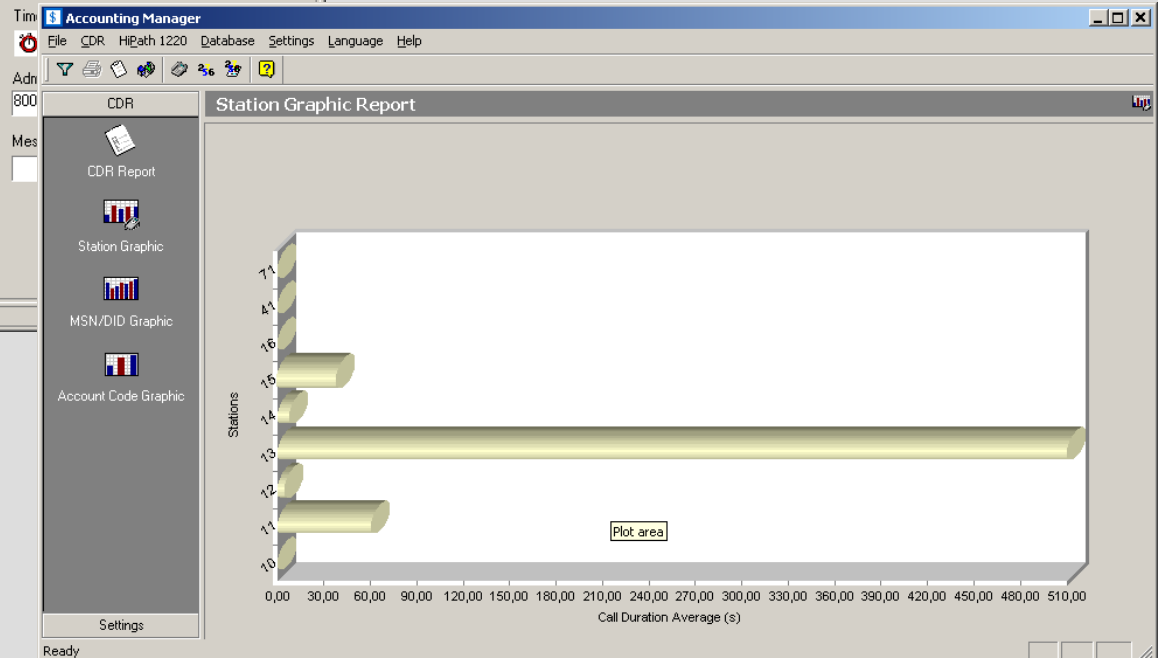 Tim
Accounting Manager
File CDR HiPath 1220 Database Settings Language Help
Adm
800
Mes
CDR
Station Graphic Report
CDR Report
Station Graphic
MSN/DID Graphic
Account Code Graphic
Settings
Stations
71
41
16
15
14
13
12
11
10
Plot area
0,00 30,00 60,00 90,00 120,00 150,00 180,00 210,00 240,00 270,00 300,00 330,00 360,00 390,00 420,00 450,00 480,00 510,00
Call Duration Average (s)
Ready